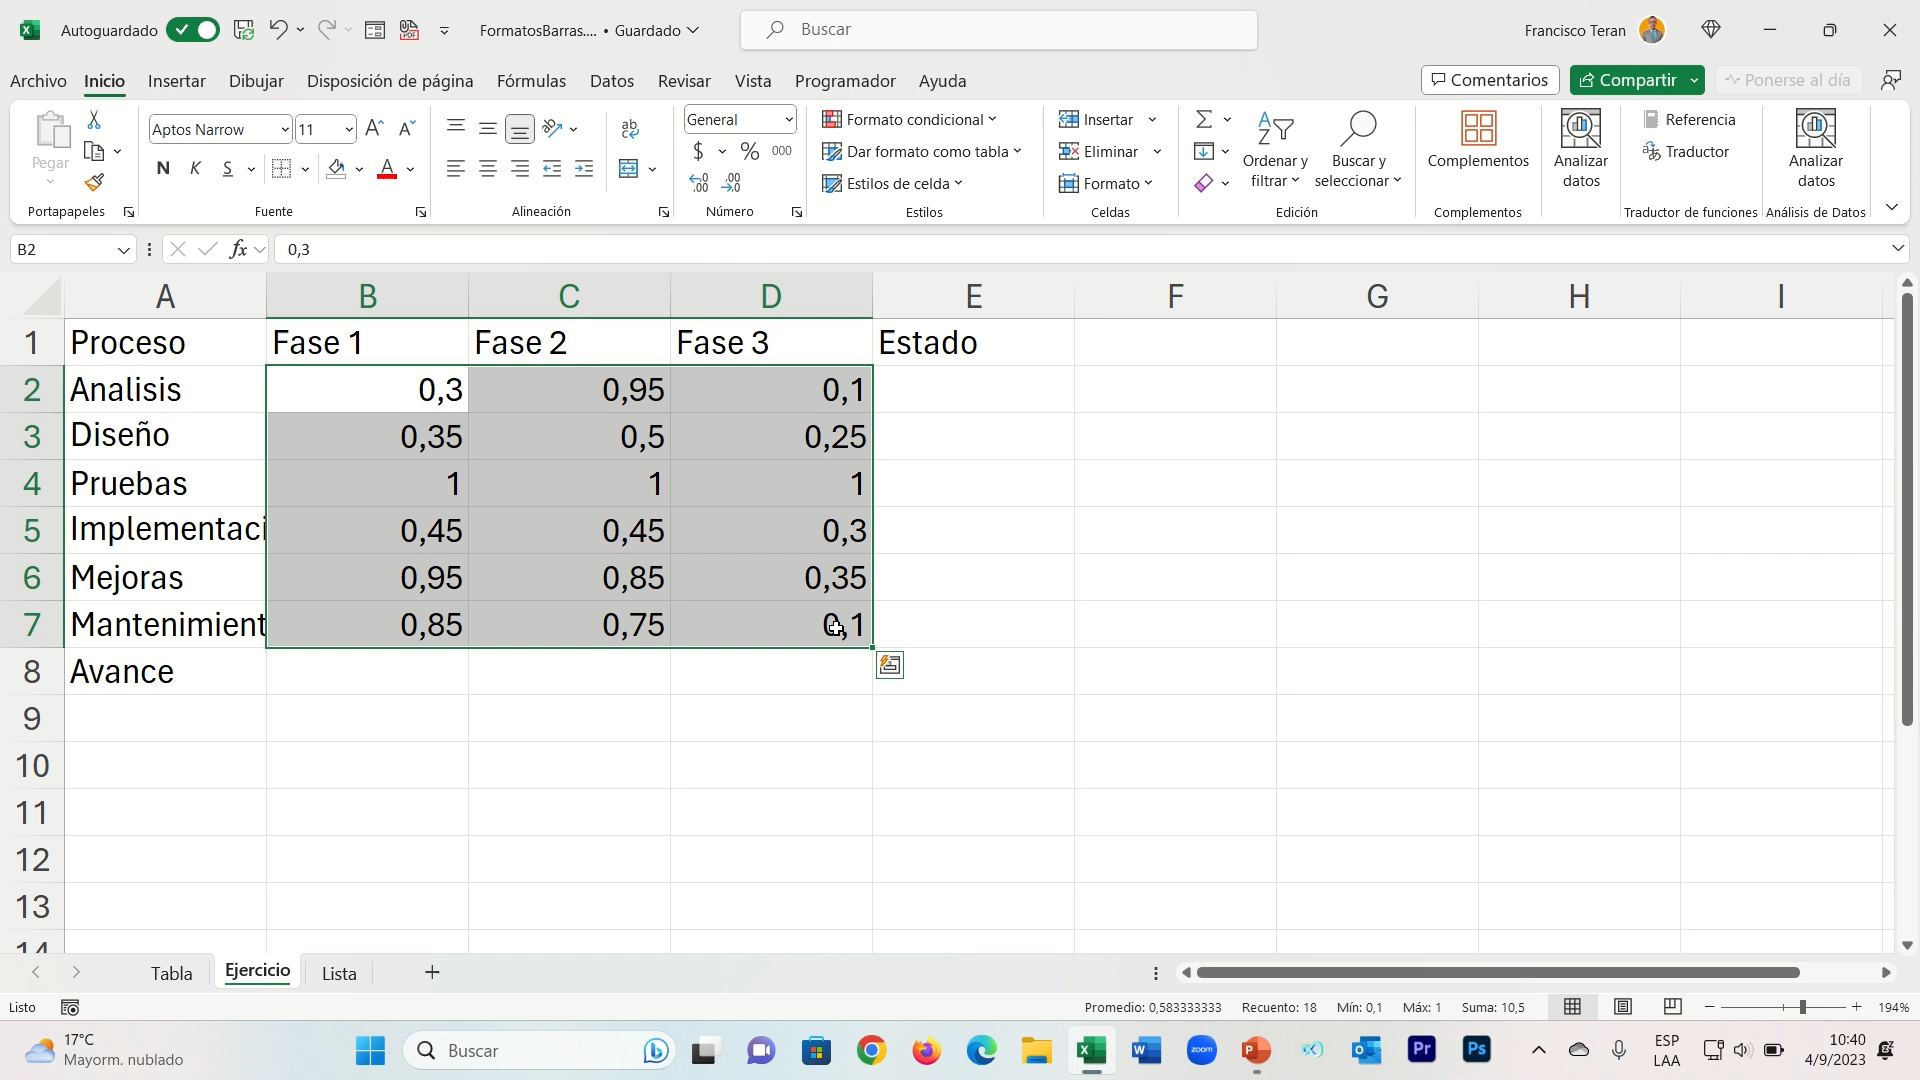 Autoguardado
FormatosBarras.... • Guardado
Buscar
Francisco Teran
Archivo Inicio Insertar Dibujar Disposición de página Fórmulas Datos Revisar Vista Programador Ayuda
Comentarios Compartir Ponerse al día
Pegar
Portapapeles
Aptos Narrow 11
N K S
Fuente
Alineación
General
$ % 000
Número
Formato condicional
Dar formato como tabla
Estilos de celda
Estilos
Insertar
Eliminar
Formato
Celdas
Ordenar y
filtrar
Buscar y
seleccionar
Edición
Complementos
Complementos
Analizar
datos
Referencia
Traductor
Traductor de funciones
Analizar
datos
Análisis de Datos
B2 fx 0,3
A B C D E F G H I
1 Proceso Fase 1 Fase 2 Fase 3 Estado
2 Analisis 0,3 0,95 0,1
3 Diseño 0,35 0,5 0,25
4 Pruebas 1 1 1
5 Implementaci 0,45 0,45 0,3
6 Mejoras 0,95 0,85 0,35
7 Mantenimient 0,85 0,75 0,1
8 Avance
9
10
11
12
13
14
Tabla Ejercicio Lista +
Listo
Promedio: 0,583333333 Recuento: 18 Mín: 0,1 Máx: 1 Suma: 10,5 194%
17°C
Mayorm. nublado
Buscar
zoom
Pr
Ps
ESP
LAA
10:40
4/9/2023